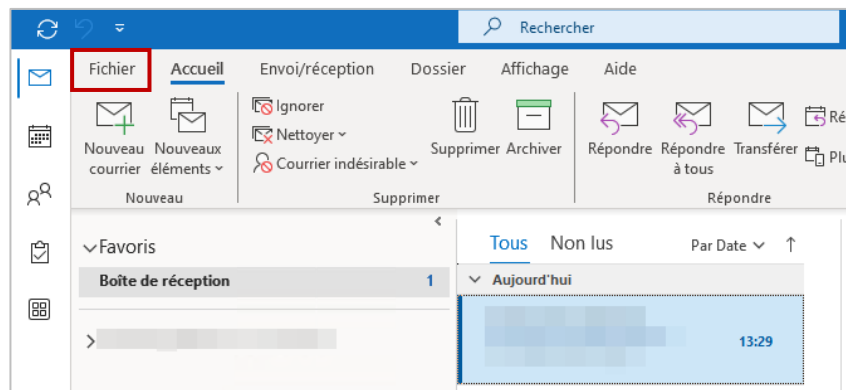 Rechercher
Fichier Accueil Envoi/réception Dossier Affichage Aide
Nouveau courrier
Nouveaux éléments
Ignorer
Nettoyer
Courrier indésirable
Supprimer
Archiver
Répondre
Répondre à tous
Transférer
Ré
Plu
Nouveau
Supprimer
Répondre
Favoris
Boîte de réception 1
Tous Non lus Par Date
Aujourd'hui
13:29